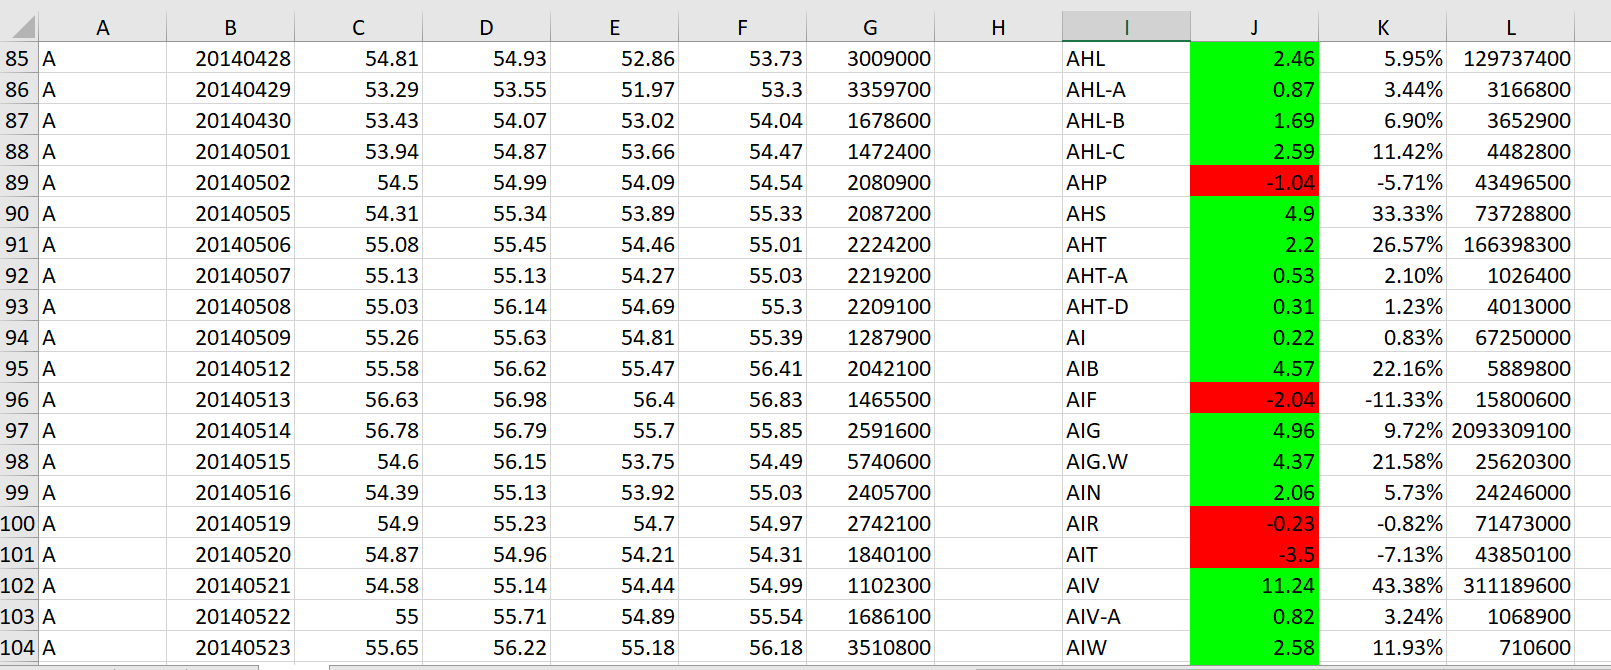 A B C D E F G H I J K L
85 A 20140428 54.81 54.93 52.86 53.73 3009000 AHL 2.46 5.95% 129737400
86 A 20140429 53.29 53.55 51.97 53.3 3359700 AHL-A 0.87 3.44% 3166800
87 A 20140430 53.43 54.07 53.02 54.04 1678600 AHL-B 1.69 6.90% 3652900
88 A 20140501 53.94 54.87 53.66 54.47 1472400 AHL-C 2.59 11.42% 4482800
89 A 20140502 54.5 54.99 54.09 54.54 2080900 AHP -1.04 -5.71% 43496500
90 A 20140505 54.31 55.34 53.89 55.33 2087200 AHS 4.9 33.33% 73728800
91 A 20140506 55.08 55.45 54.46 55.01 2224200 AHT 2.2 26.57% 166398300
92 A 20140507 55.13 55.13 54.27 55.03 2219200 AHT-A 0.53 2.10% 1026400
93 A 20140508 55.03 56.14 54.69 55.3 2209100 AHT-D 0.31 1.23% 4013000
94 A 20140509 55.26 55.63 54.81 55.39 1287900 AI 0.22 0.83% 67250000
95 A 20140512 55.58 56.62 55.47 56.41 2042100 AIB 4.57 22.16% 5889800
96 A 20140513 56.63 56.98 56.4 56.83 1465500 AIF -2.04 -11.33% 15800600
97 A 20140514 56.78 56.79 55.7 55.85 2591600 AIG 4.96 9.72% 2093309100
98 A 20140515 54.6 56.15 53.75 54.49 5740600 AIG.W 4.37 21.58% 25620300
99 A 20140516 54.39 55.13 53.92 55.03 2405700 AIN 2.06 5.73% 24246000
100 A 20140519 54.9 55.23 54.7 54.97 2742100 AIR -0.23 -0.82% 71473000
101 A 20140520 54.87 54.96 54.21 54.31 1840100 AIT -3.5 -7.13% 43850100
102 A 20140521 54.58 55.14 54.44 54.99 1102300 AIV 11.24 43.38% 311189600
103 A 20140522 55 55.71 54.89 55.54 1686100 AIV-A 0.82 3.24% 1068900
104 A 20140523 55.65 56.22 55.18 56.18 3510800 AIW 2.58 11.93% 710600